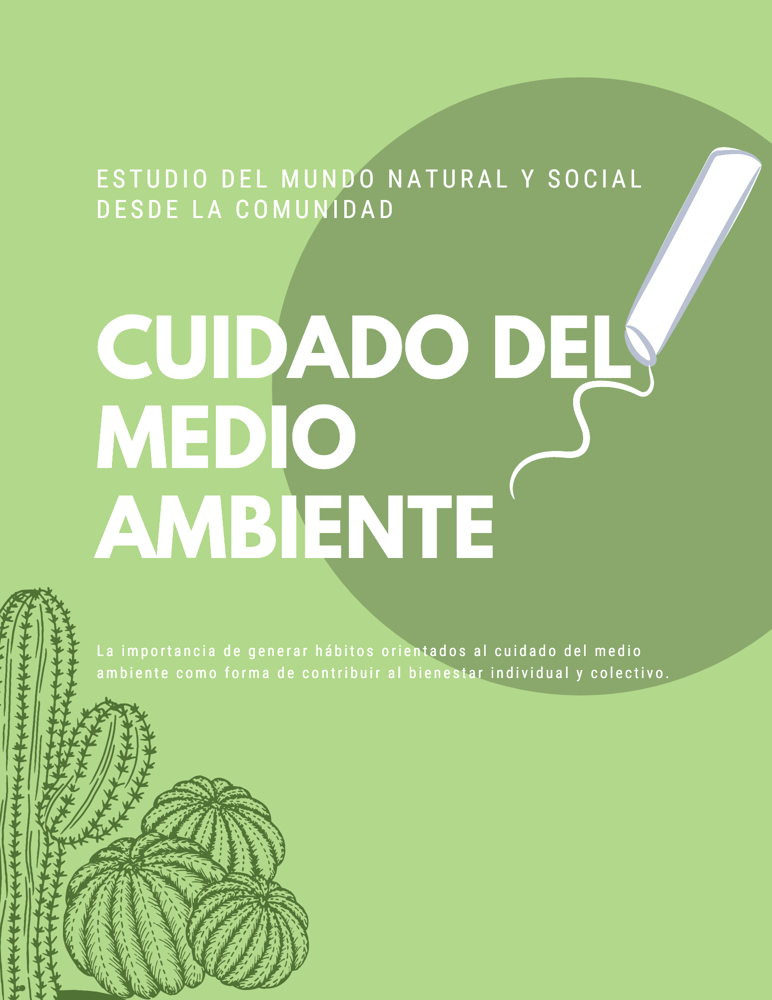 ESTUDIO DEL MUNDO NATURAL Y SOCIAL
DESDE LA COMUNIDAD
CUIDADO DEL
MEDIO
AMBIENTE
La importancia de generar hábitos orientados al cuidado del medio
ambiente como forma de contribuir al bienestar individual y colectivo.